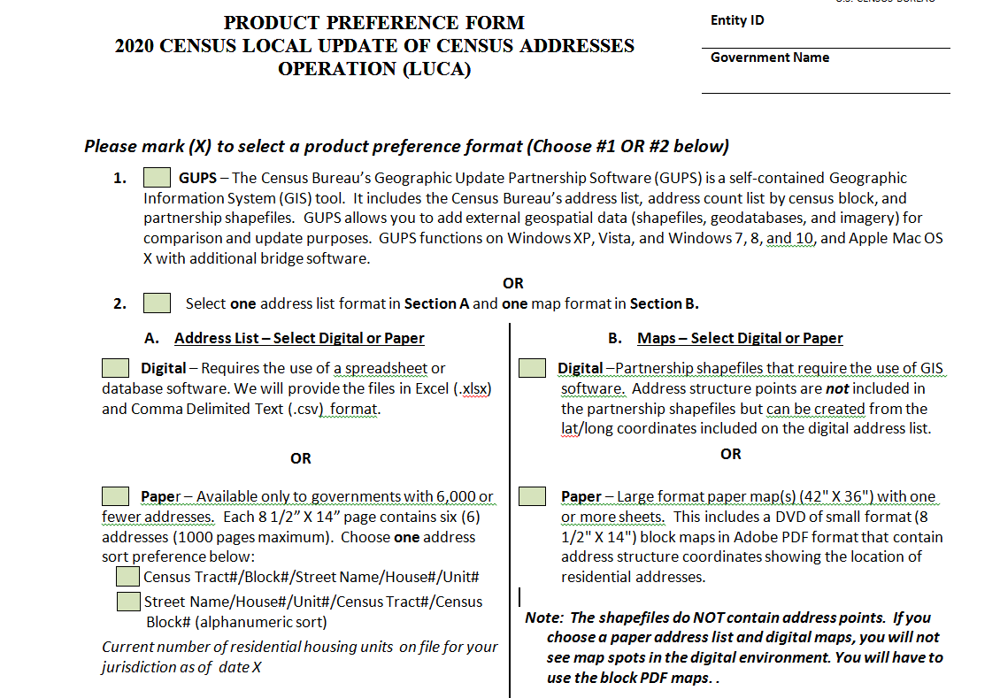 PRODUCT PREFERENCE FORM
2020 CENSUS LOCAL UPDATE OF CENSUS ADDRESSES
OPERATION (LUCA)
U.S. CENSUS BUREAU
Entity ID
Government Name
Please mark (X) to select a product preference format (Choose #1 OR #2 below)
1. GUPS – The Census Bureau's Geographic Update Partnership Software (GUPS) is a self-contained Geographic
Information System (GIS) tool. It includes the Census Bureau's address list, address count list by census block, and
partnership shapefiles. GUPS allows you to add external geospatial data (shapefiles, geodatabases, and imagery) for
comparison and update purposes. GUPS functions on Windows XP, Vista, and Windows 7, 8, and 10, and Apple Mac OS
X with additional bridge software.
OR
2. Select one address list format in Section A and one map format in Section B.
A. Address List – Select Digital or Paper
Digital – Requires the use of a spreadsheet or
database software. We will provide the files in Excel (.xlsx)
and Comma Delimited Text (.csv) format.
OR
Paper – Available only to governments with 6,000 or
fewer addresses. Each 8 1/2” X 14” page contains six (6)
addresses (1000 pages maximum). Choose one address
sort preference below:
Census Tract#/Block#/Street Name/House#/Unit#
Street Name/House#/Unit#/Census Tract#/Census
Block# (alphanumeric sort)
Current number of residential housing units on file for your
jurisdiction as of date X
B. Maps – Select Digital or Paper
Digital –Partnership shapefiles that require the use of GIS
software. Address structure points are not included in
the partnership shapefiles but can be created from the
lat/long coordinates included on the digital address list.
OR
Paper – Large format paper map(s) (42" X 36") with one
or more sheets. This includes a DVD of small format (8
1/2" X 14") block maps in Adobe PDF format that contain
address structure coordinates showing the location of
residential addresses.
Note: The shapefiles do NOT contain address points. If you
choose a paper address list and digital maps, you will not
see map spots in the digital environment. You will have to
use the block PDF maps. .